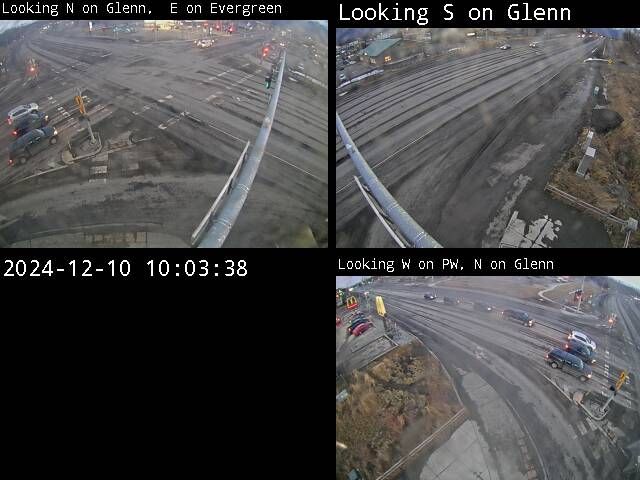 Looking N on Glenn,  E on Evergreen
Looking S on Glenn
2024-12-10 10:03:38
Looking W on PW, N on Glenn